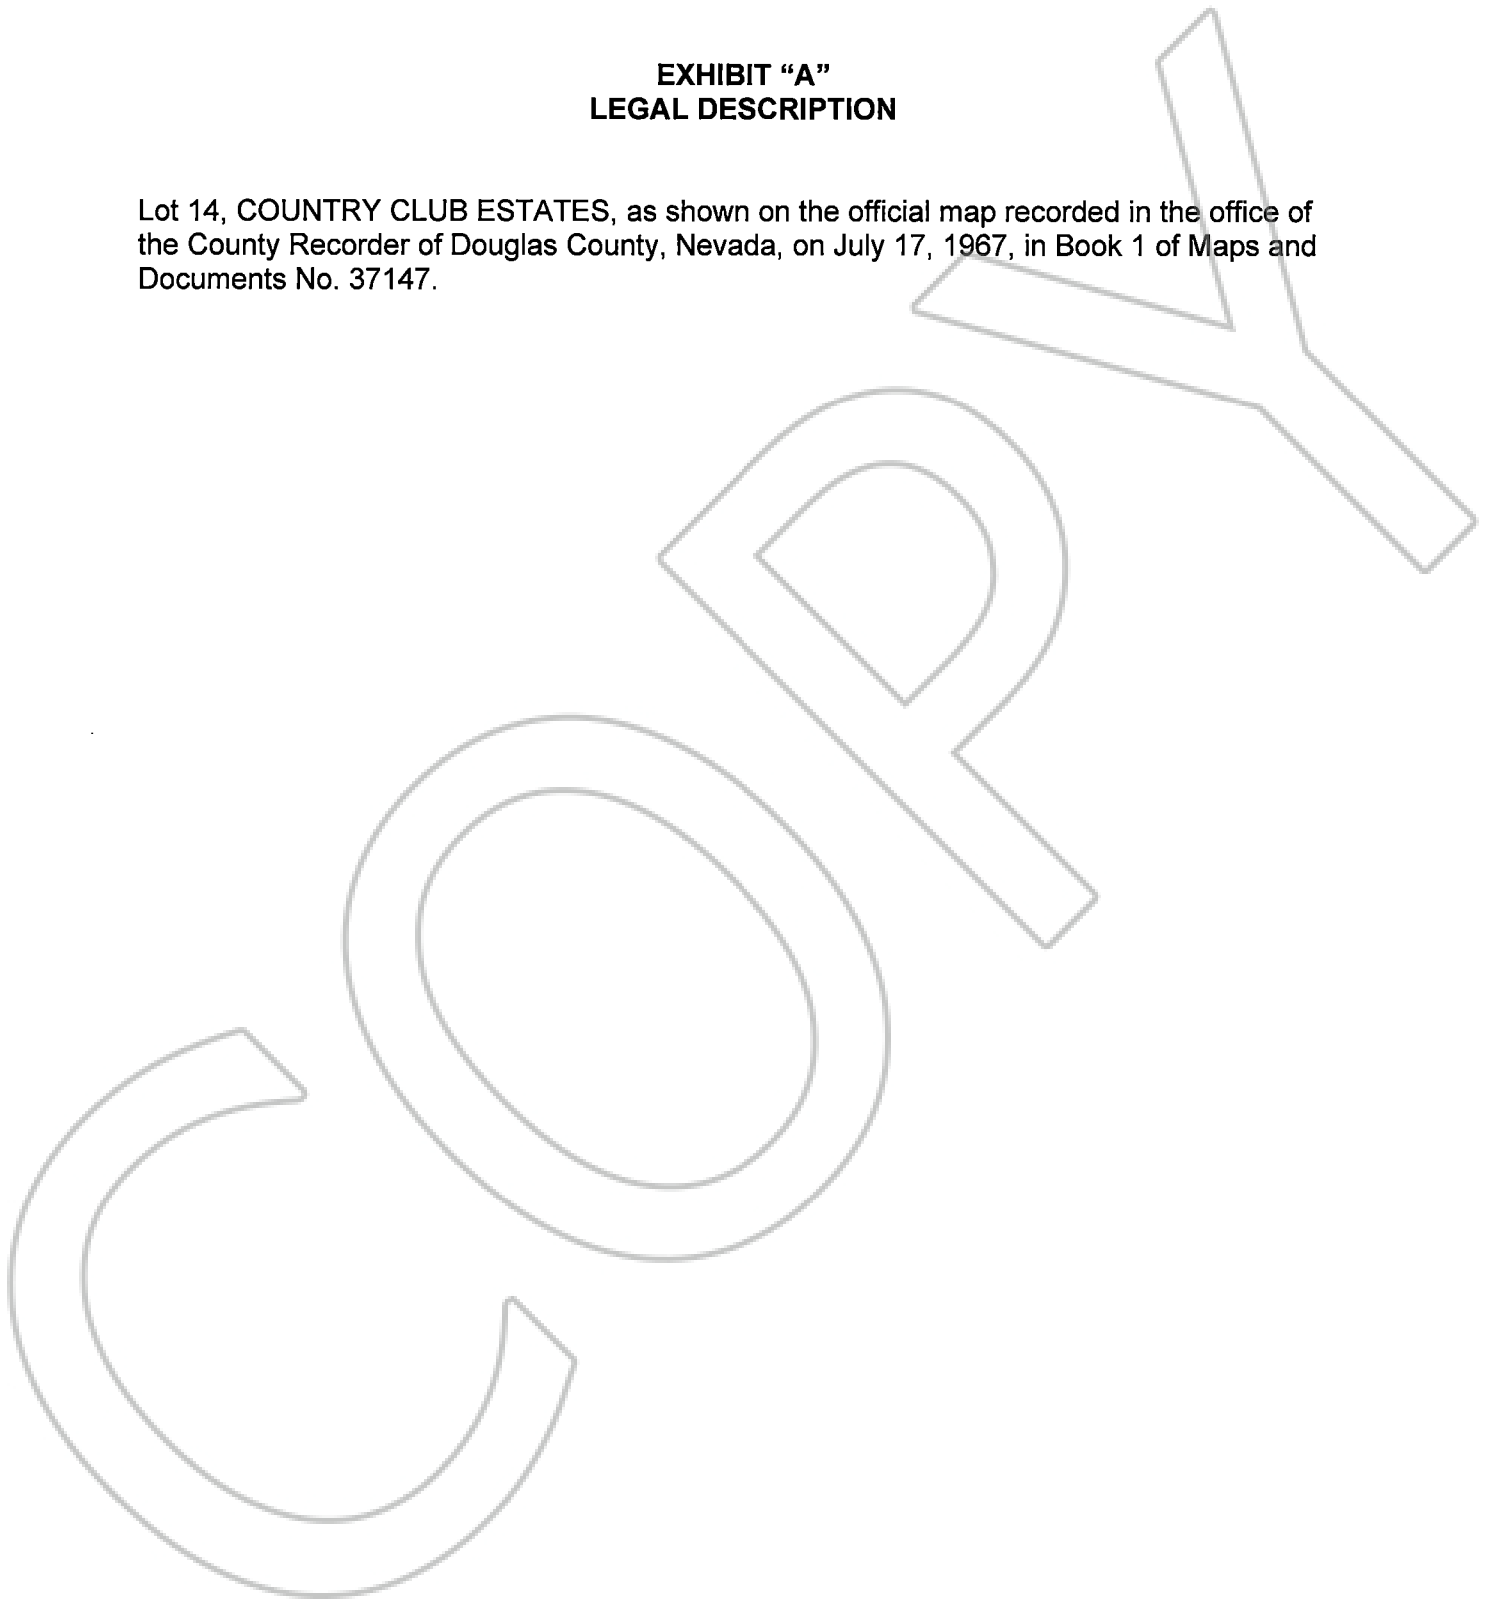 EXHIBIT “A”
LEGAL DESCRIPTION
Lot 14, COUNTRY CLUB ESTATES, as shown on the official map recorded in the office of
the County Recorder of Douglas County, Nevada, on July 17, 1967, in Book 1 of Maps and
Documents No. 37147.
COPY